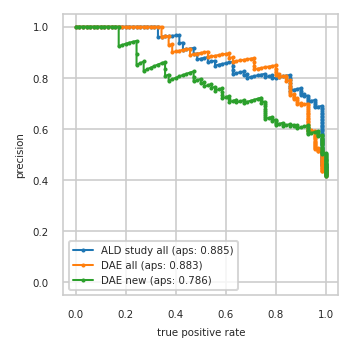 1.0
0.8
0.6
0.4
0.2
0.0
precision
ALD study all (aps: 0.885)
DAE all (aps: 0.883)
DAE new (aps: 0.786)
0.0 0.2 0.4 0.6 0.8 1.0
true positive rate